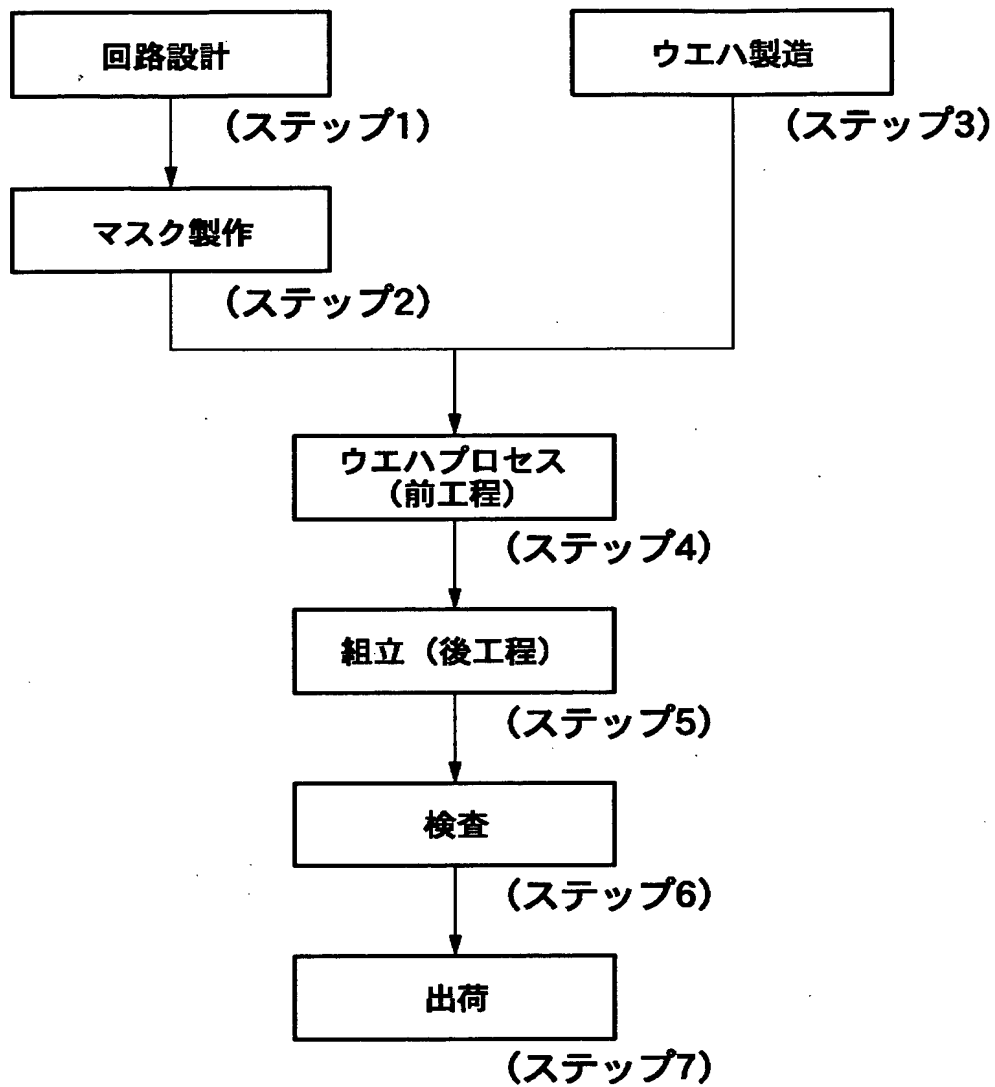 回路設計
(ステップ1)
マスク製作
(ステップ2)
ウエハ製造
(ステップ3)
ウエハプロセス
(前工程)
(ステップ4)
組立(後工程)
(ステップ5)
検査
(ステップ6)
出荷
(ステップ7)